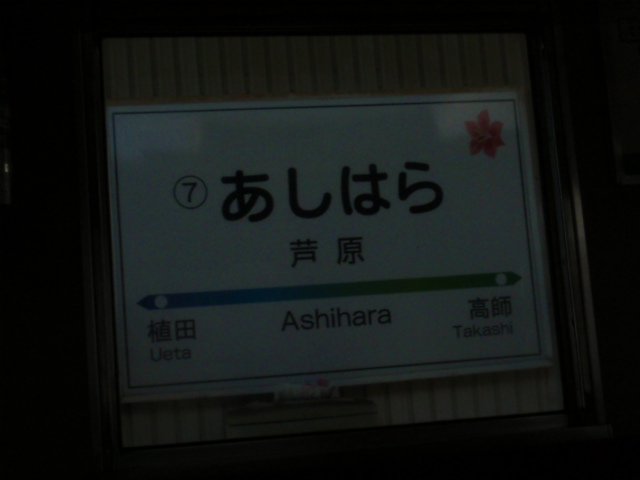 ⑦ あしはら
芦原
Ashihara
植田
Ueta
高師
Takashi